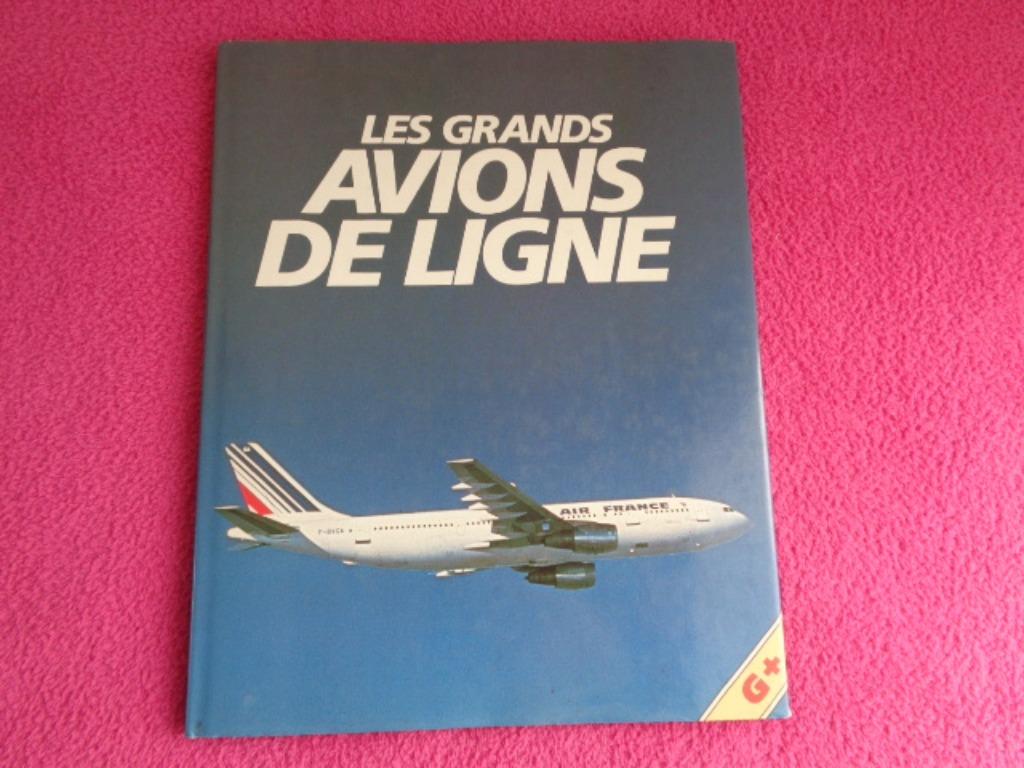 LES GRANDS
AVIONS
DE LIGNE
AIR FRANCE
G+